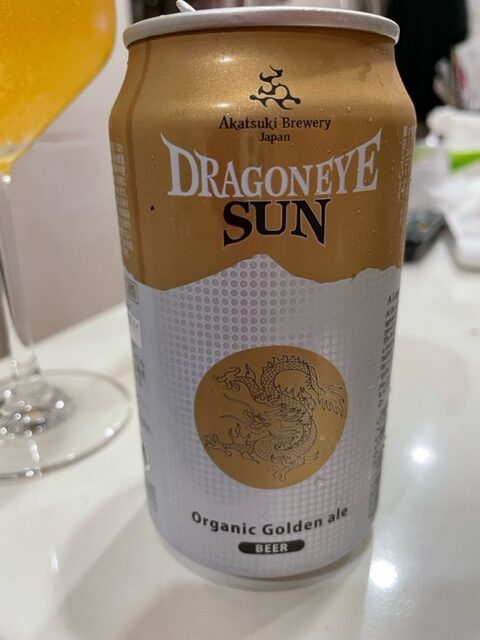 Akatsuki Brewery
Japan
DRAGONEYE
SUN
Organic Golden ale
BEER